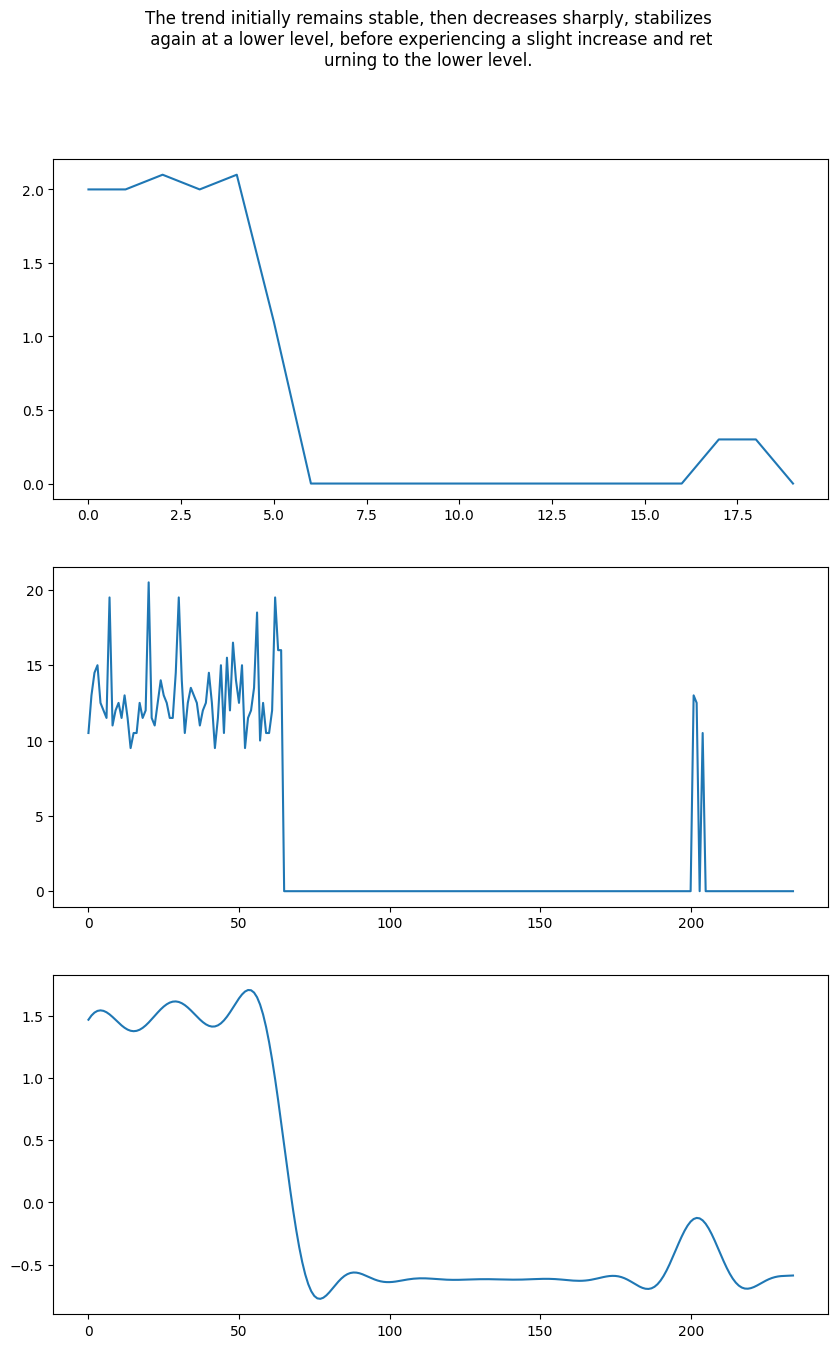 The trend initially remains stable, then decreases sharply, stabilizes
again at a lower level, before experiencing a slight increase and ret
urning to the lower level.
2.0
1.5
1.0
0.5
0.0
0.0 2.5 5.0 7.5 10.0 12.5 15.0 17.5
20
15
10
5
0
0 50 100 150 200
1.5
1.0
0.5
0.0
−0.5
0 50 100 150 200